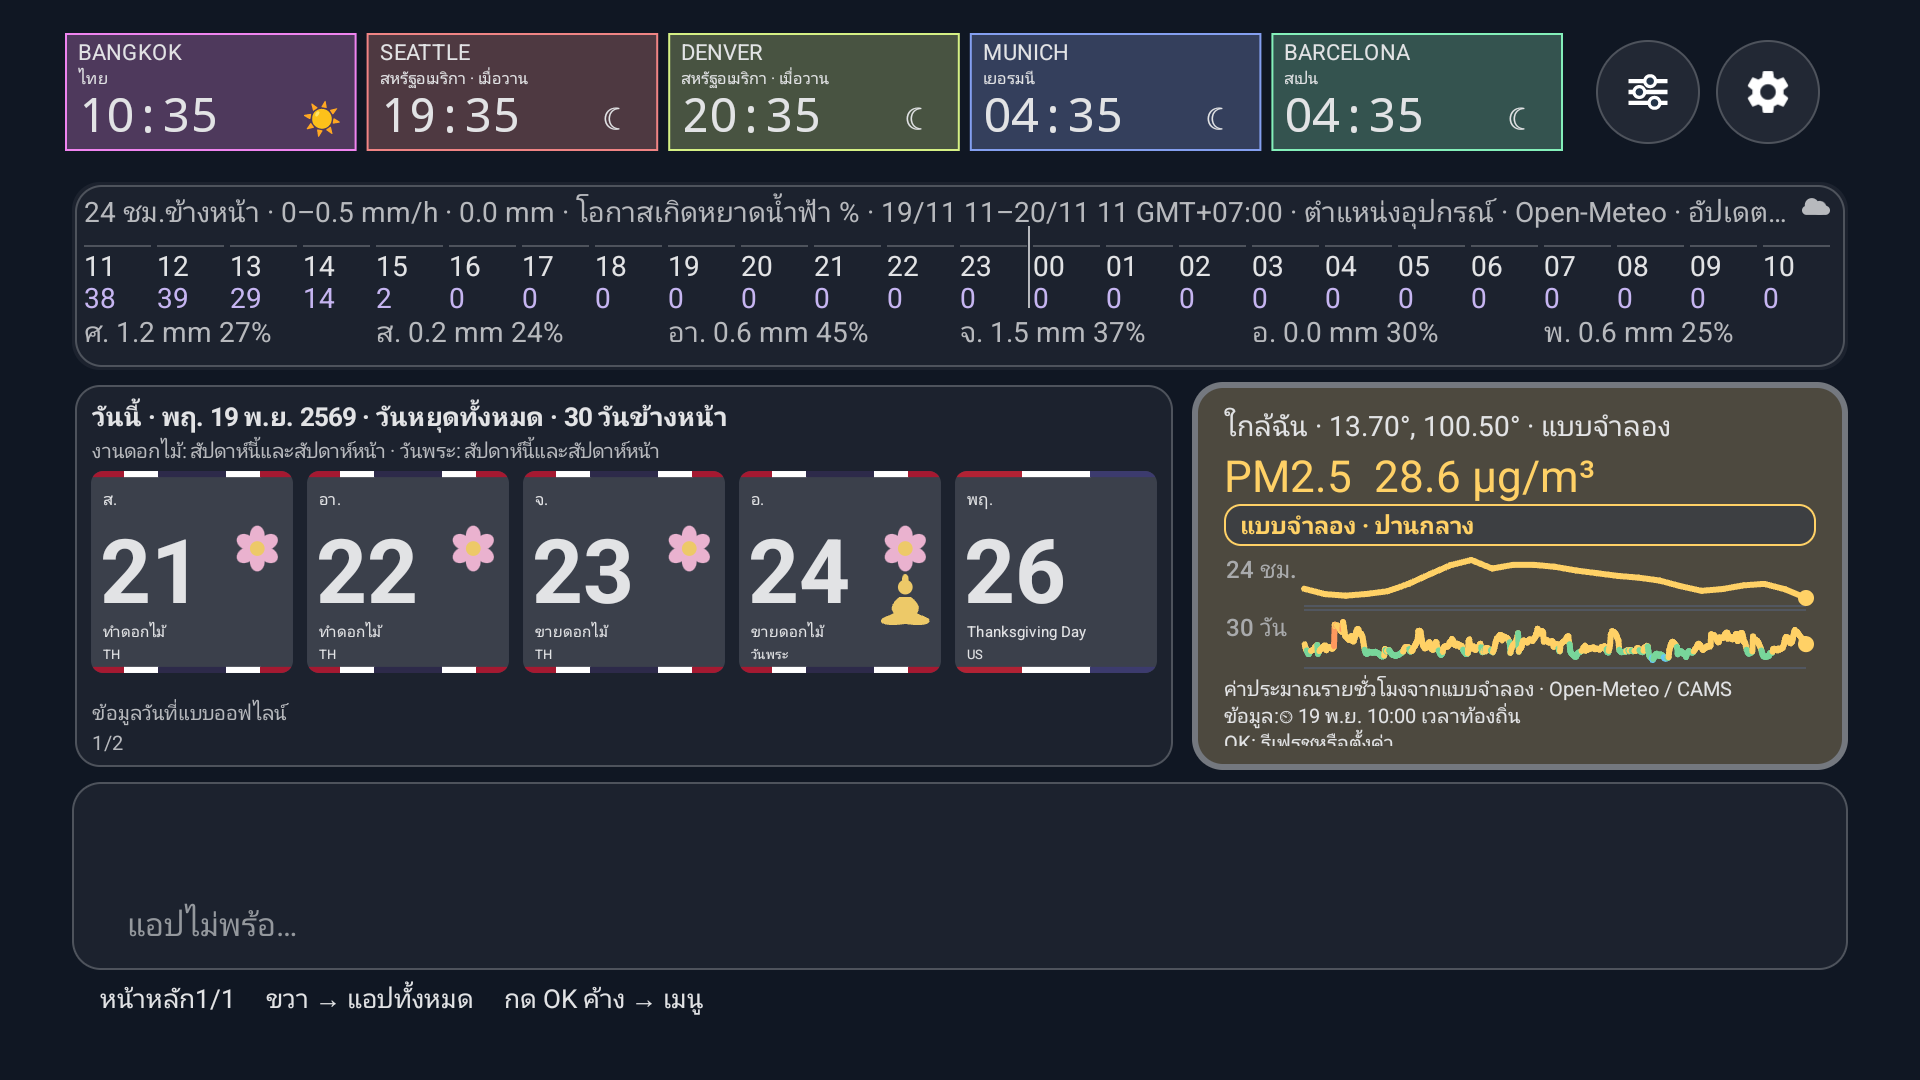 BANGKOK
ไทย
10:35
SEATTLE
สหรัฐอเมริกา · เมื่อวาน
19:35
DENVER
สหรัฐอเมริกา · เมื่อวาน
20:35
MUNICH
เยอรมนี
04:35
BARCELONA
สเปน
04:35
24 ชม.ข้างหน้า · 0–0.5 mm/h · 0.0 mm · โอกาสเกิดหยาดน้ำฟ้า % · 19/11 11–20/11 11 GMT+07:00 · ตำแหน่งอุปกรณ์ · Open-Meteo · อัปเดต…
11 12 13 14 15 16 17 18 19 20 21 22 23 00 01 02 03 04 05 06 07 08 09 10
38 39 29 14 2 0 0 0 0 0 0 0 0 0 0 0 0 0 0 0 0 0 0 0
ศ. 1.2 mm 27% ส. 0.2 mm 24% อา. 0.6 mm 45% จ. 1.5 mm 37% อ. 0.0 mm 30% พ. 0.6 mm 25%
วันนี้ · พฤ. 19 พ.ย. 2569 · วันหยุดทั้งหมด · 30 วันข้างหน้า
งานดอกไม้: สัปดาห์นี้และสัปดาห์หน้า · วันพระ: สัปดาห์นี้และสัปดาห์หน้า
ส.
21
ทำดอกไม้
TH
อา.
22
ทำดอกไม้
TH
จ.
23
ขายดอกไม้
TH
อ.
24
ขายดอกไม้
วันพระ
พฤ.
26
Thanksgiving Day
US
ข้อมูลวันที่แบบออฟไลน์
1/2
ใกล้ฉัน · 13.70°, 100.50° · แบบจำลอง
PM2.5 28.6 µg/m³
แบบจำลอง · ปานกลาง
24 ชม.
30 วัน
ค่าประมาณรายชั่วโมงจากแบบจำลอง · Open-Meteo / CAMS
ข้อมูล:⏲ 19 พ.ย. 10:00 เวลาท้องถิ่น
OK: รีเฟรชหรือตั้งค่า
แอปไม่พร้อ…
หน้าหลัก1/1 ขวา → แอปทั้งหมด กด OK ค้าง → เมนู